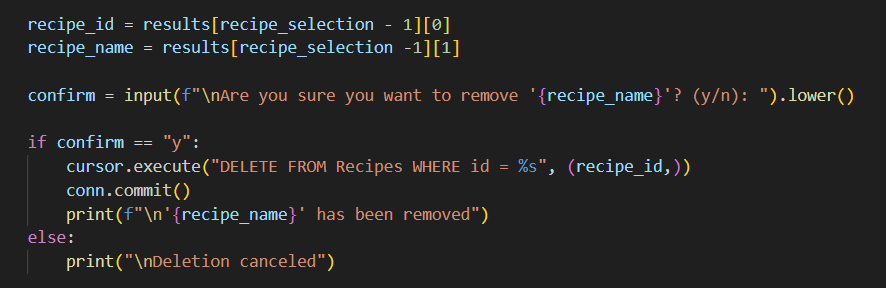 recipe_id = results[recipe_selection - 1][0]
recipe_name = results[recipe_selection -1][1]

confirm = input(f"\nAre you sure you want to remove '{recipe_name}'? (y/n): ").lower()

if confirm == "y":
    cursor.execute("DELETE FROM Recipes WHERE id = %s", (recipe_id,))
    conn.commit()
    print(f"\n'{recipe_name}' has been removed")
else:
    print("\nDeletion canceled")